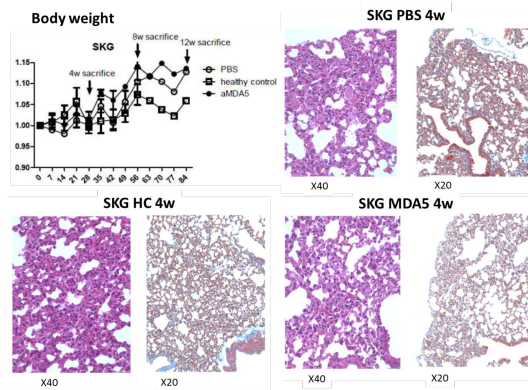 Body weight
SKG
8w sacrifice
12w sacrifice
4w sacrifice
PBS
healthy control
aMDA5
1.15
1.10
1.05
1.00
0.95
0.90
0 7 14 21 28 35 42 49 56 63 70 77 84
SKG PBS 4w
X40 X20
SKG HC 4w
X40 X20
SKG MDA5 4w
X40 X20